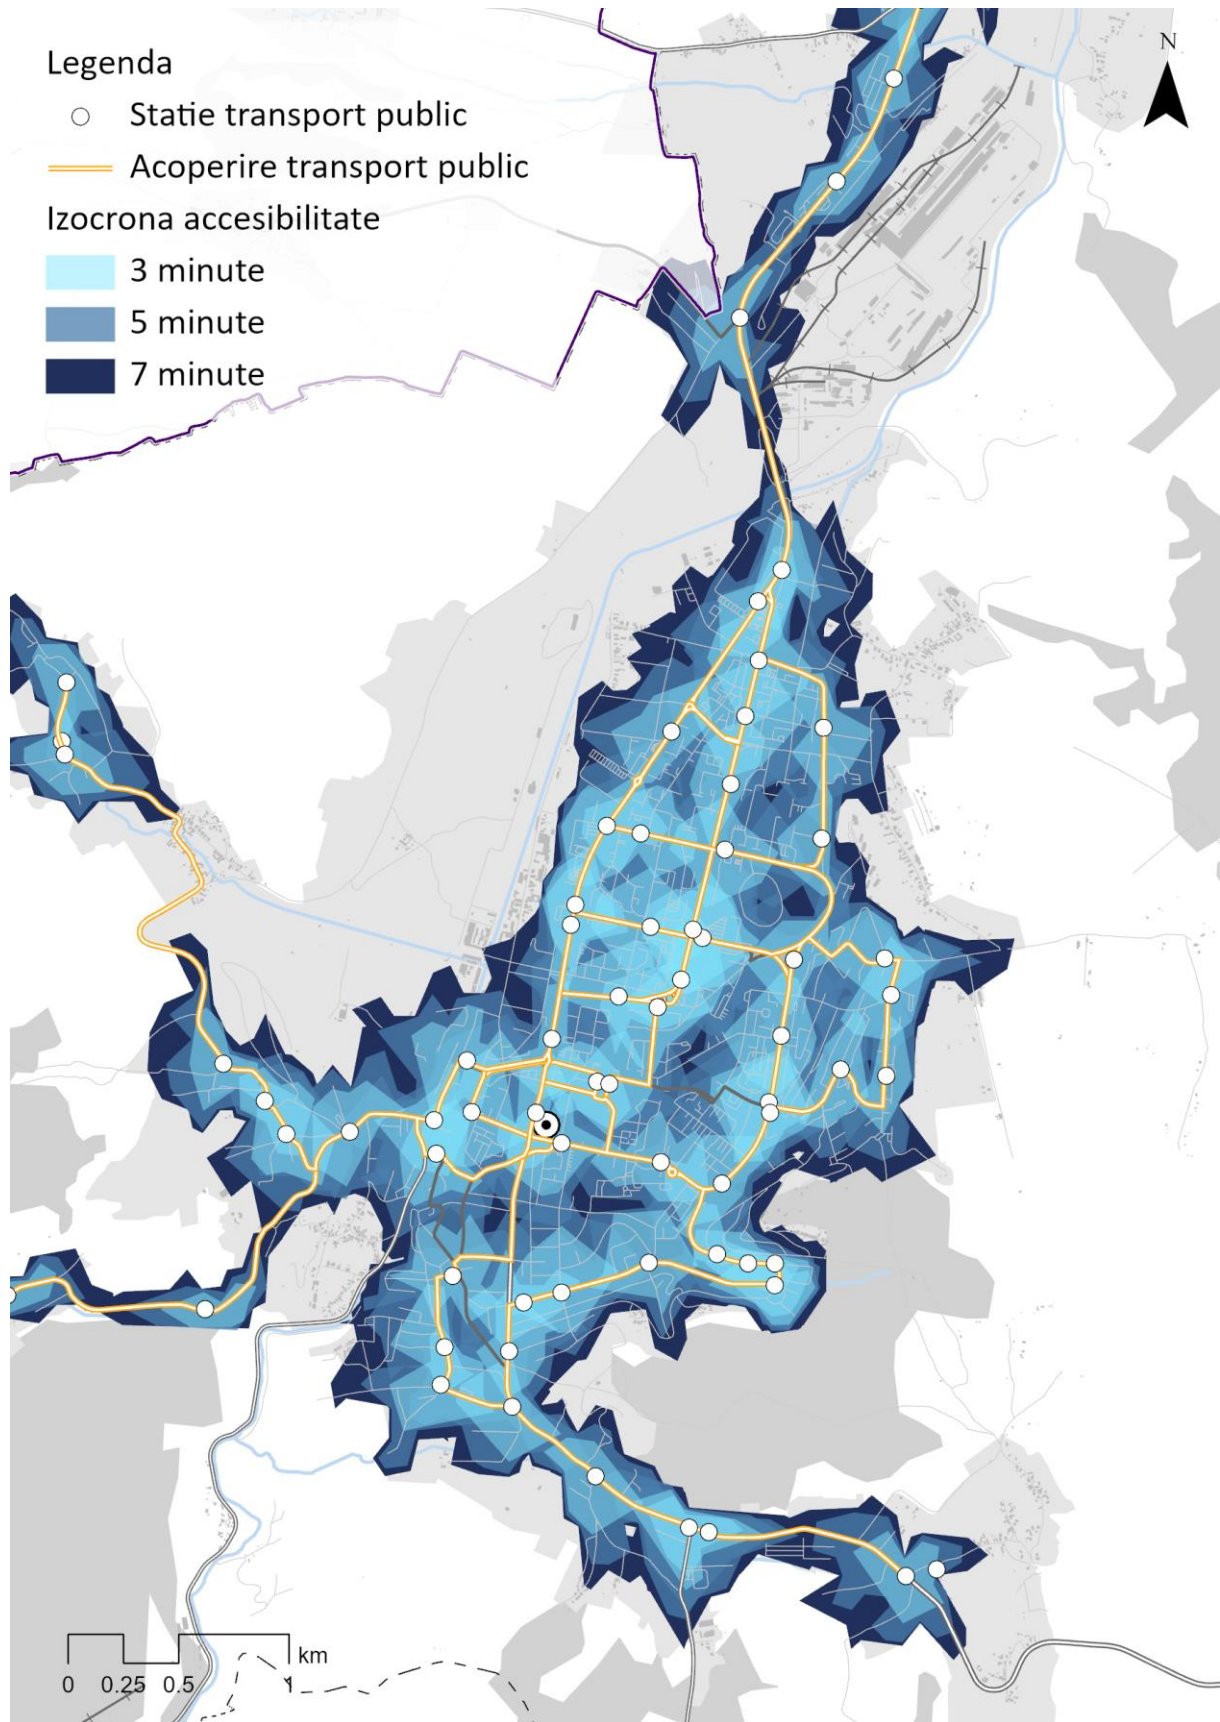 Legenda
Statie transport public
Acoperire transport public
Izocrona accesibilitate
3 minute
5 minute
7 minute
N
km
0 0.25 0.5 1